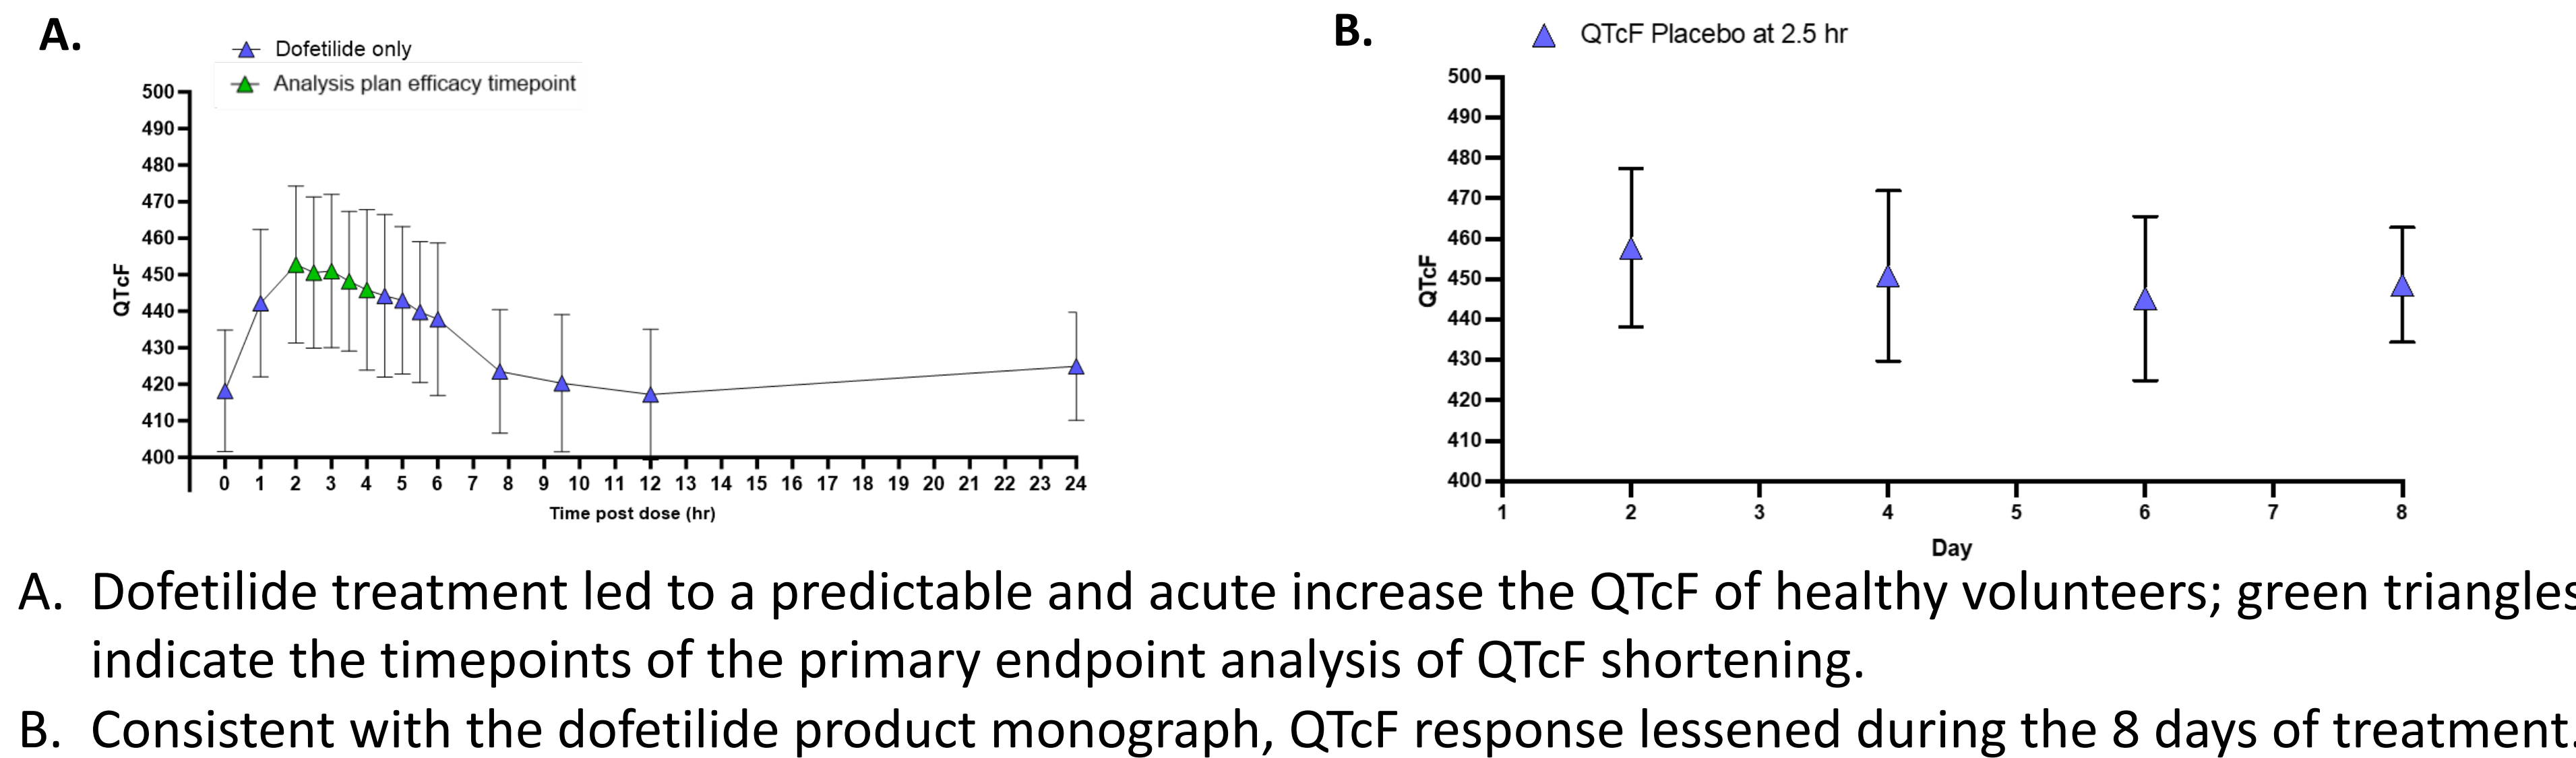 A.
Dofetilide only
Analysis plan efficacy timepoint
500
490
480
470
460
450
440
430
420
410
400
QTcF
0 1 2 3 4 5 6 7 8 9 10 11 12 13 14 15 16 17 18 19 20 21 22 23 24
Time post dose (hr)
B.
QTcF Placebo at 2.5 hr
500
490
480
470
460
450
440
430
420
410
400
QTcF
1 2 3 4 5 6 7 8
Day
A. Dofetilide treatment led to a predictable and acute increase the QTcF of healthy volunteers; green triangles
indicate the timepoints of the primary endpoint analysis of QTcF shortening.
B. Consistent with the dofetilide product monograph, QTcF response lessened during the 8 days of treatment.